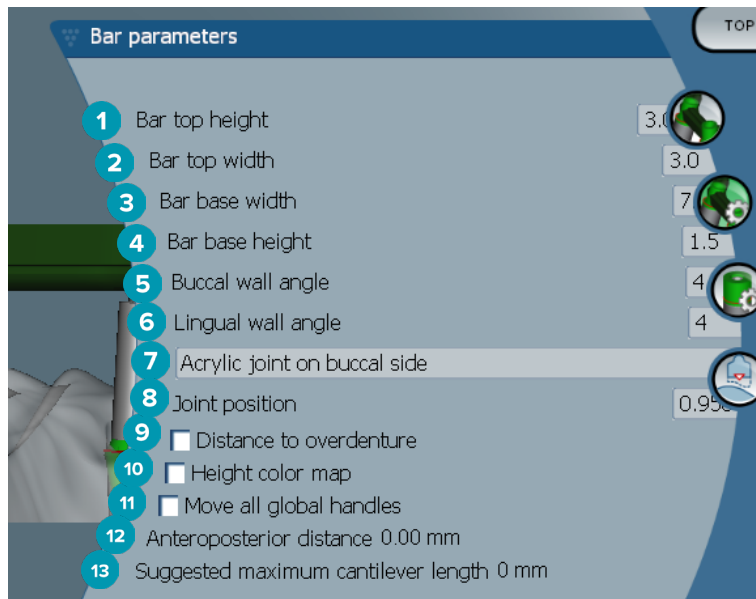 TOP
Bar parameters
1 Bar top height 3.0
2 Bar top width 3.0
3 Bar base width 7
4 Bar base height 1.5
5 Buccal wall angle 4
6 Lingual wall angle 4
7 Acrylic joint on buccal side
8 Joint position 0.95
9 Distance to overdenture
10 Height color map
11 Move all global handles
12 Anteroposterior distance 0.00 mm
13 Suggested maximum cantilever length 0 mm